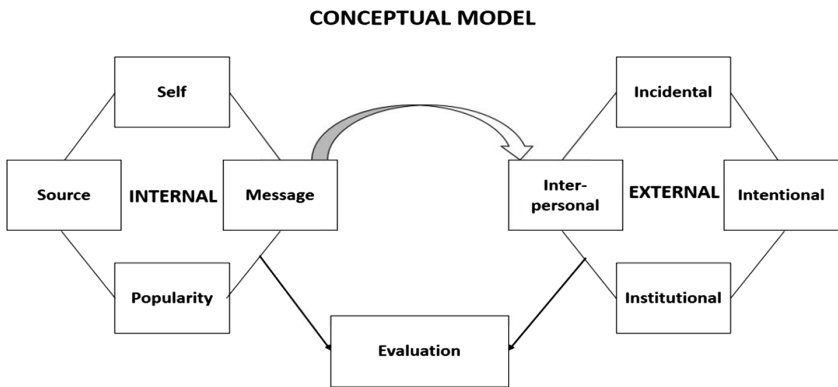 CONCEPTUAL MODEL
Self
Source
INTERNAL
Message
Popularity
Incidental
Inter-
personal
EXTERNAL
Intentional
Institutional
Evaluation